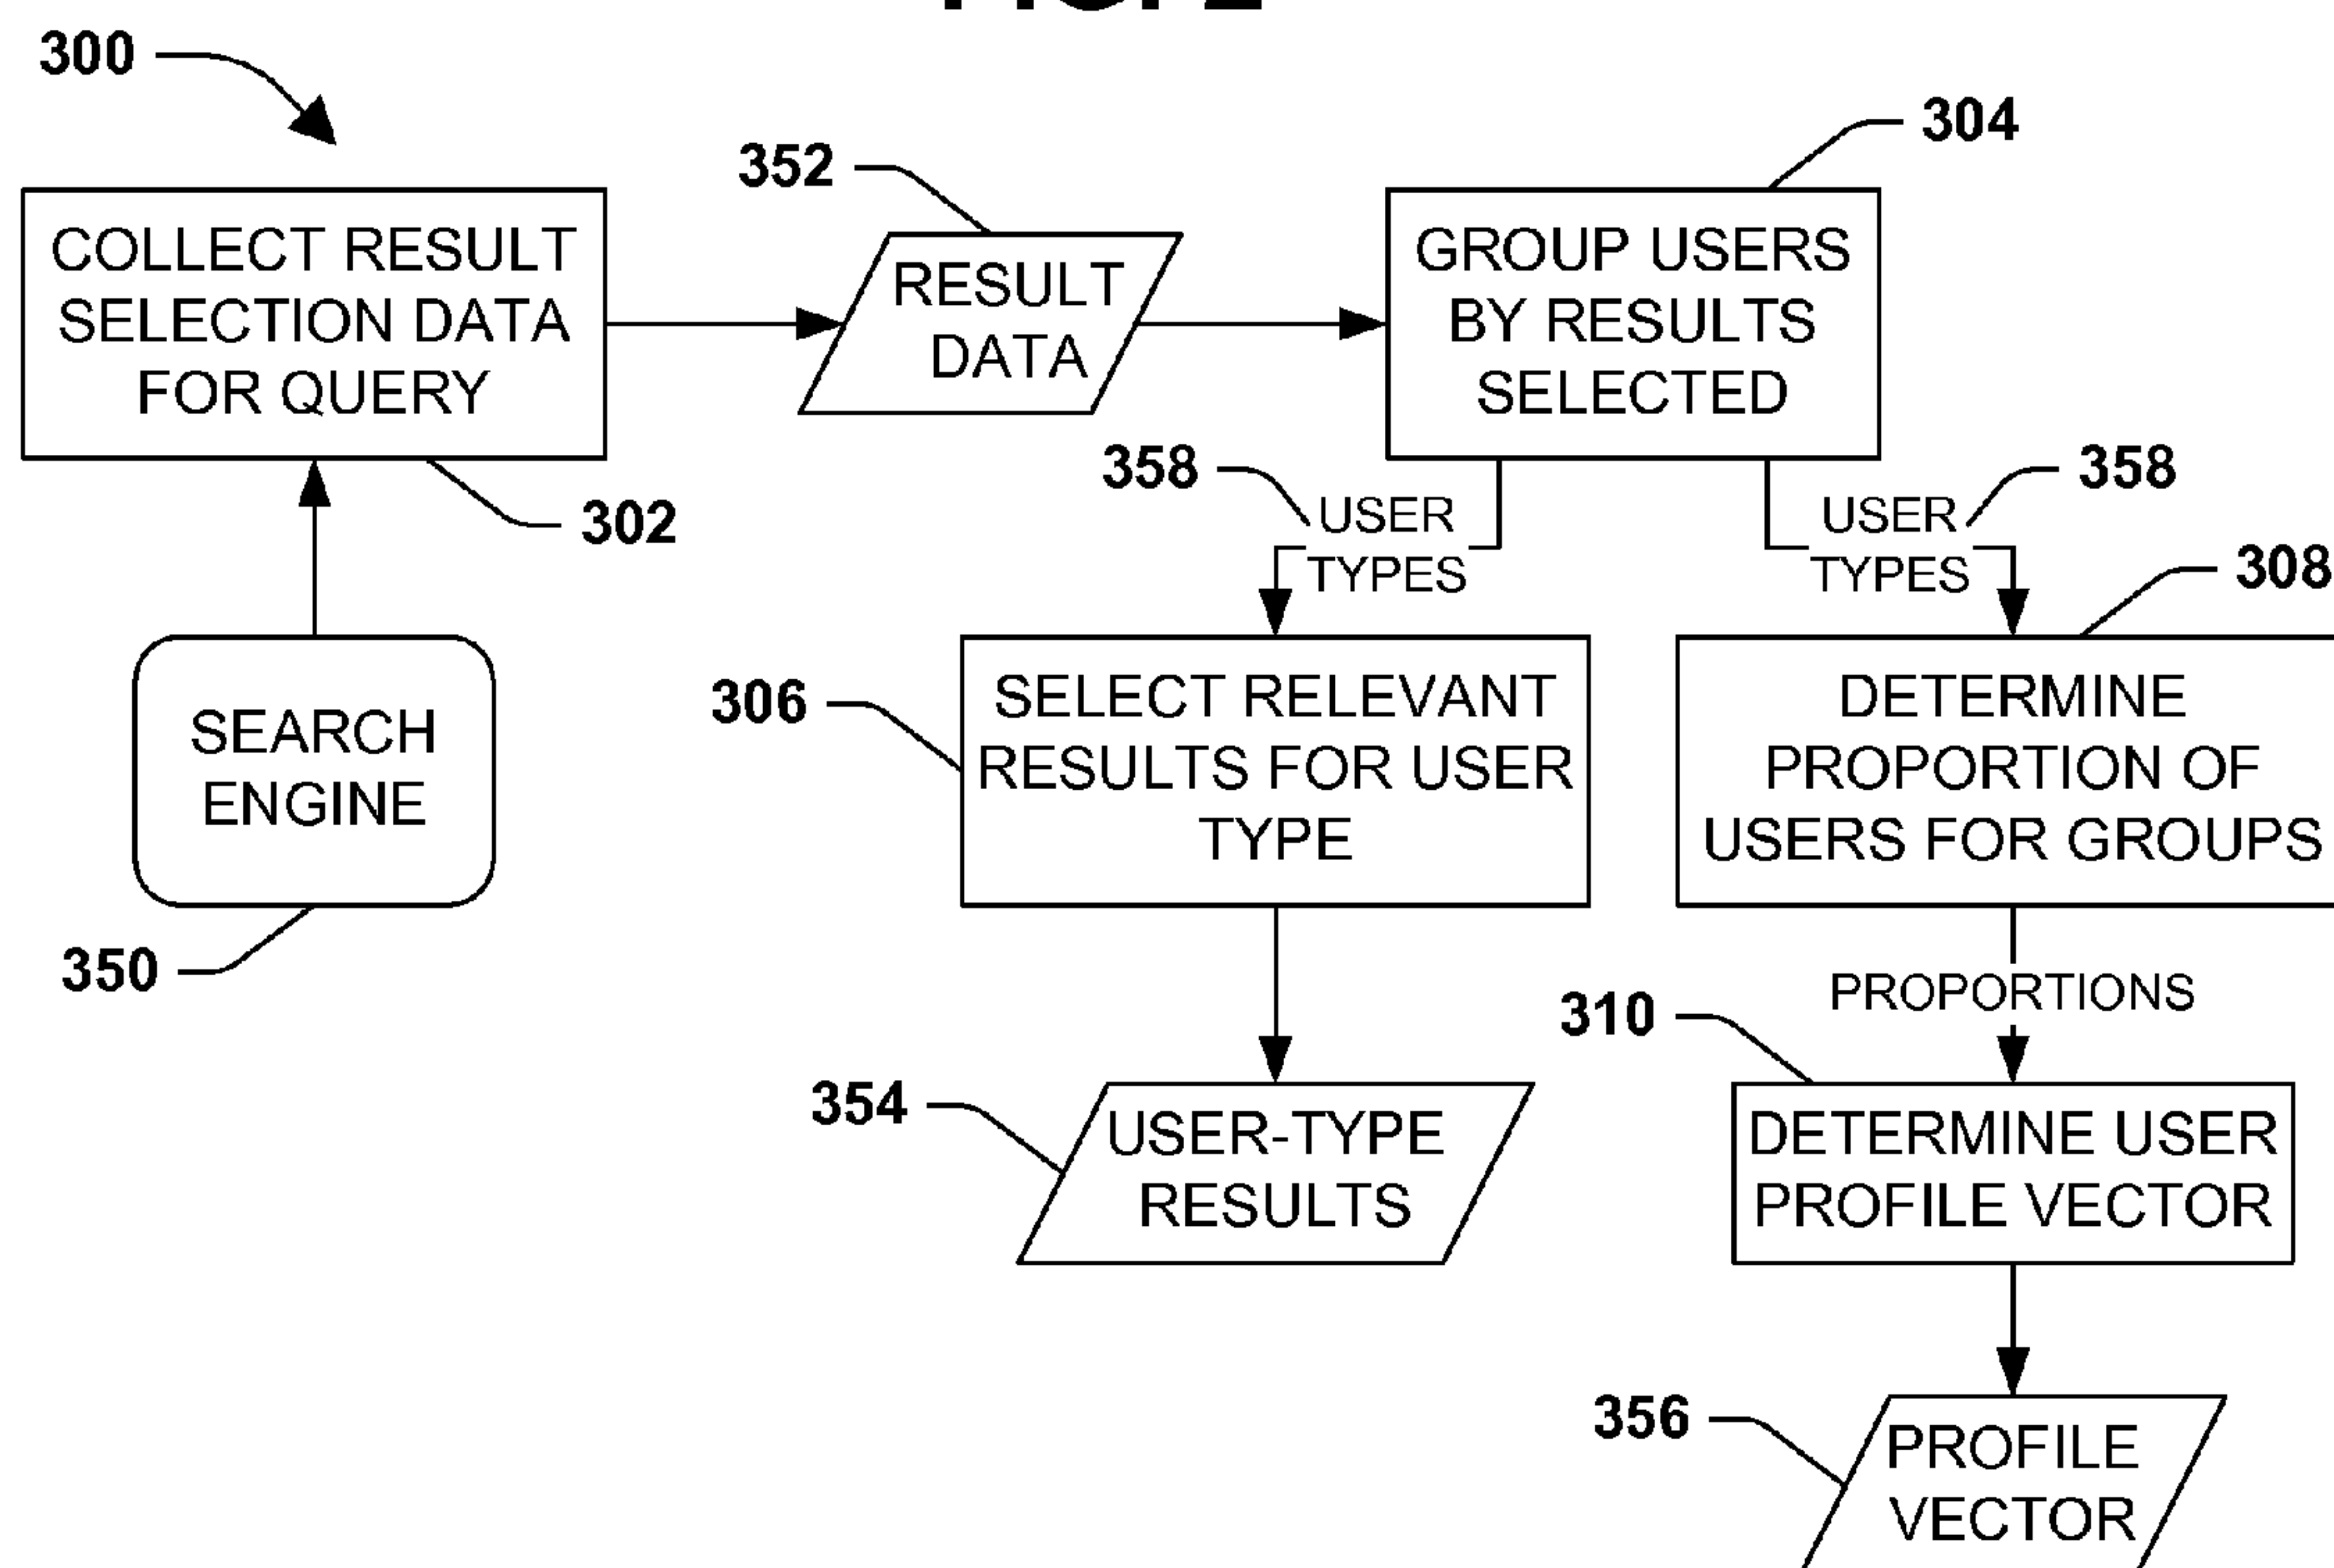 300
304
352
COLLECT RESULT
SELECTION DATA
FOR QUERY
RESULT
DATA
GROUP USERS
BY RESULTS
SELECTED
302
358
USER
TYPES
358
USER
TYPES
308
SEARCH
ENGINE
350
306
SELECT RELEVANT
RESULTS FOR USER
TYPE
DETERMINE
PROPORTION OF
USERS FOR GROUPS
PROPORTIONS
310
354
USER-TYPE
RESULTS
DETERMINE USER
PROFILE VECTOR
356
PROFILE
VECTOR